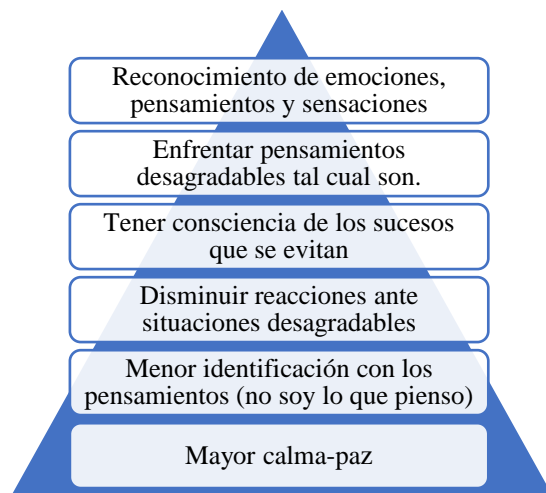 Reconocimiento de emociones,
pensamientos y sensaciones
Enfrentar pensamientos
desagradables tal cual son.
Tener consciencia de los sucesos
que se evitan
Disminuir reacciones ante
situaciones desagradables
Menor identificación con los
pensamientos (no soy lo que pienso)
Mayor calma-paz